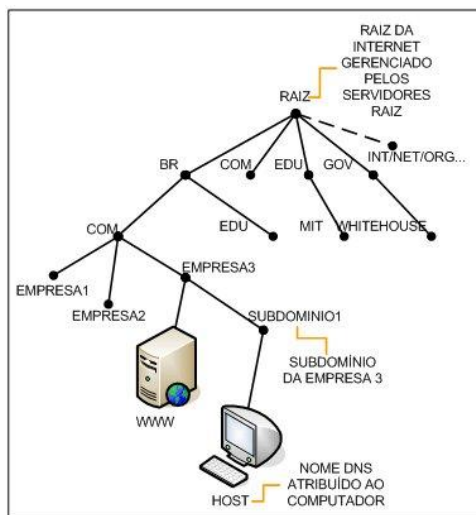 RAIZ DA
INTERNET
GERENCIADO
PELOS
SERVIDORES
RAIZ
RAIZ
INT/NET/ORG...
BR
COM
EDU
GOV
COM
EDU
MIT
WHITEHOUSE
EMPRESA1
EMPRESA2
EMPRESA3
SUBDOMINIO1
SUBDOMÍNIO
DA EMPRESA 3
WWW
NOME DNS
ATRIBUÍDO AO
COMPUTADOR
HOST